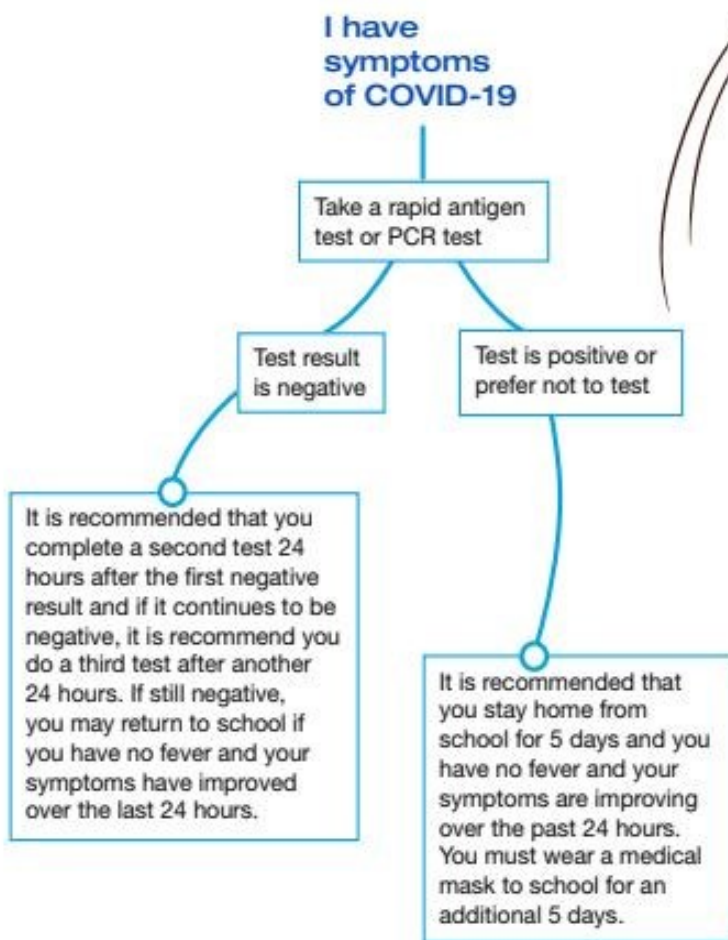 I have
symptoms
of COVID-19
Take a rapid antigen
test or PCR test
Test result
is negative
Test is positive or
prefer not to test
It is recommended that you
complete a second test 24
hours after the first negative
result and if it continues to be
negative, it is recommend you
do a third test after another
24 hours. If still negative,
you may return to school if
you have no fever and your
symptoms have improved
over the last 24 hours.
It is recommended that
you stay home from
school for 5 days and you
have no fever and your
symptoms are improving
over the past 24 hours.
You must wear a medical
mask to school for an
additional 5 days.